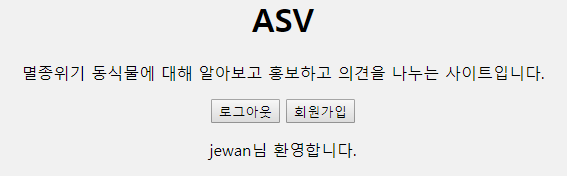 ASV
멸종위기 동식물에 대해 알아보고 홍보하고 의견을 나누는 사이트입니다.
로그아웃 회원가입
jewan님 환영합니다.